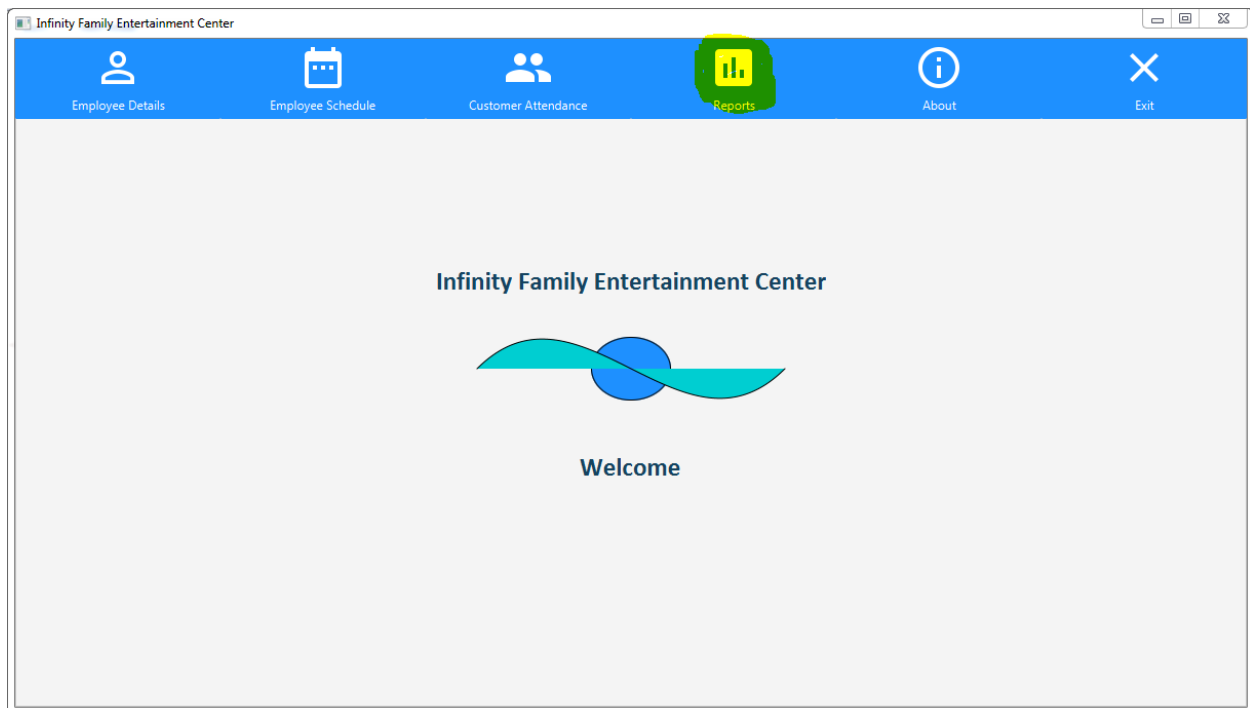 Infinity Family Entertainment Center
Employee Details
Employee Schedule
Customer Attendance
Reports
About
Exit
Infinity Family Entertainment Center
Welcome